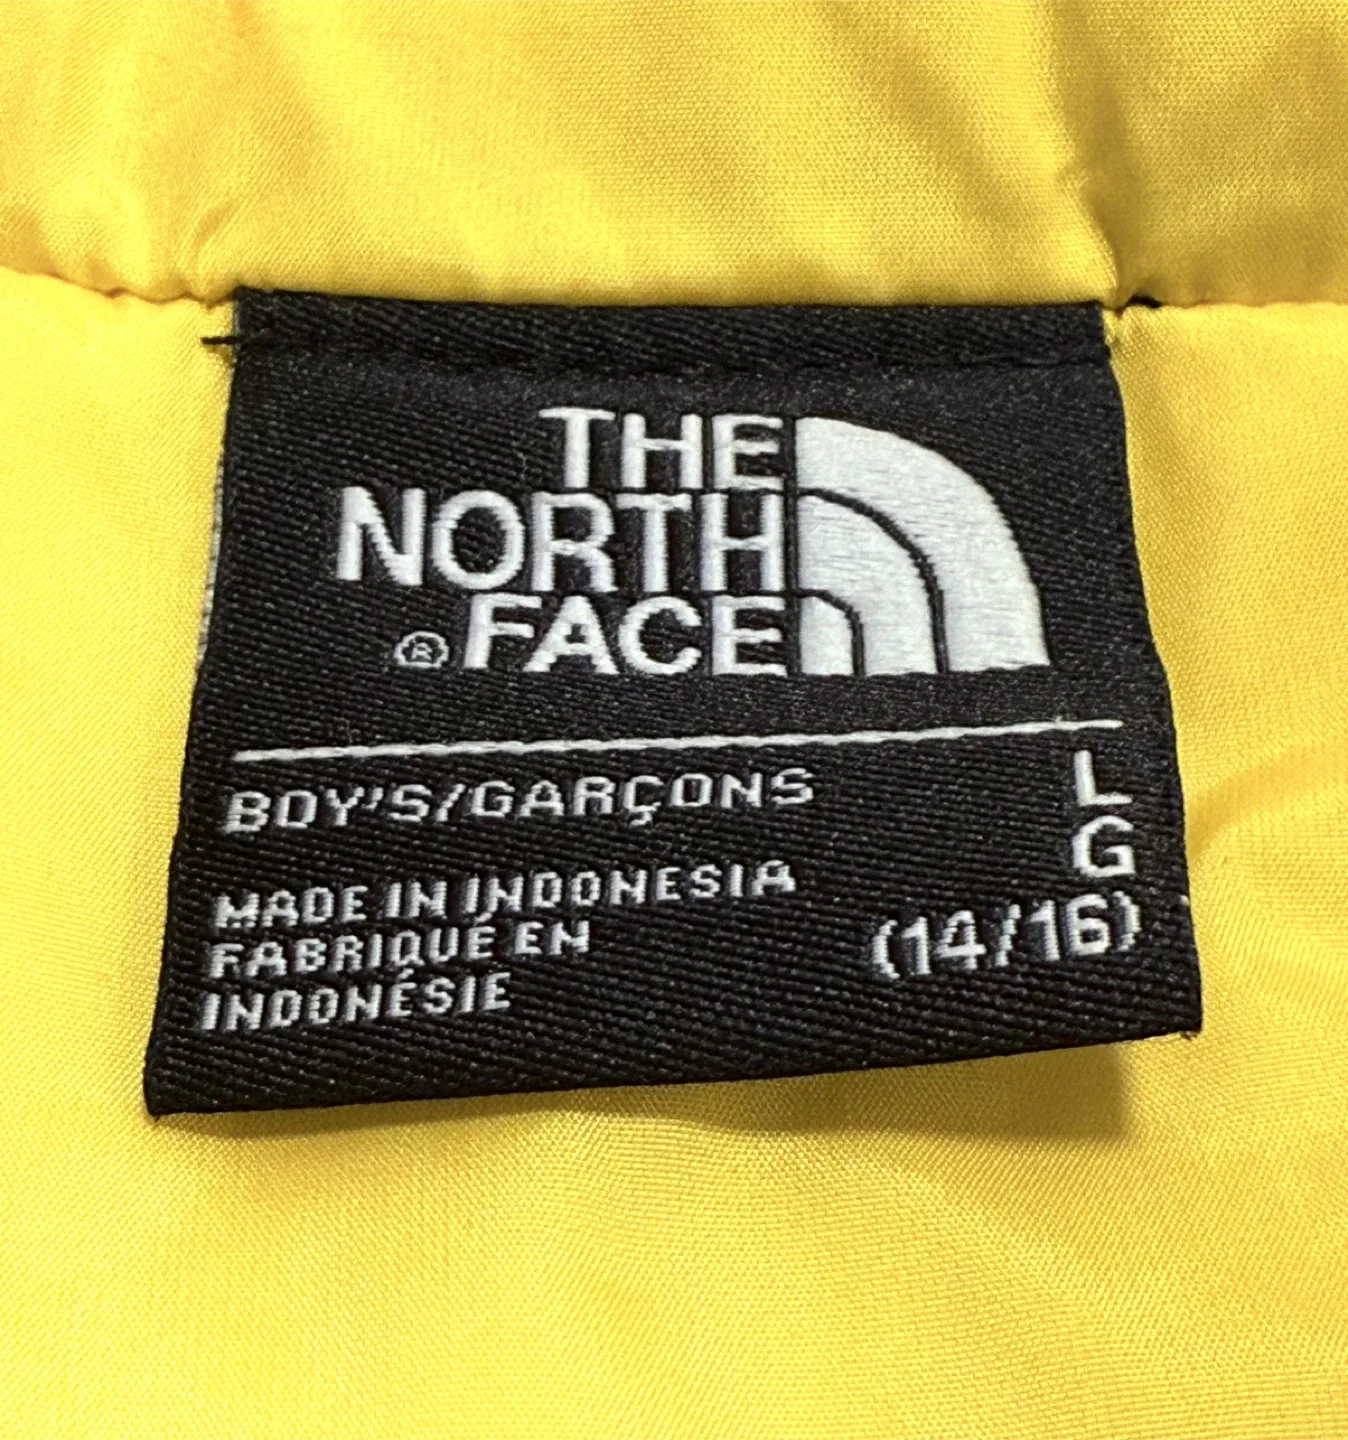 THE
NORTH
® FACE
BOY'S/GARÇONS
L
G
(14/16)
MADE IN INDONESIA
FABRIQUÉ EN
INDONÉSIE